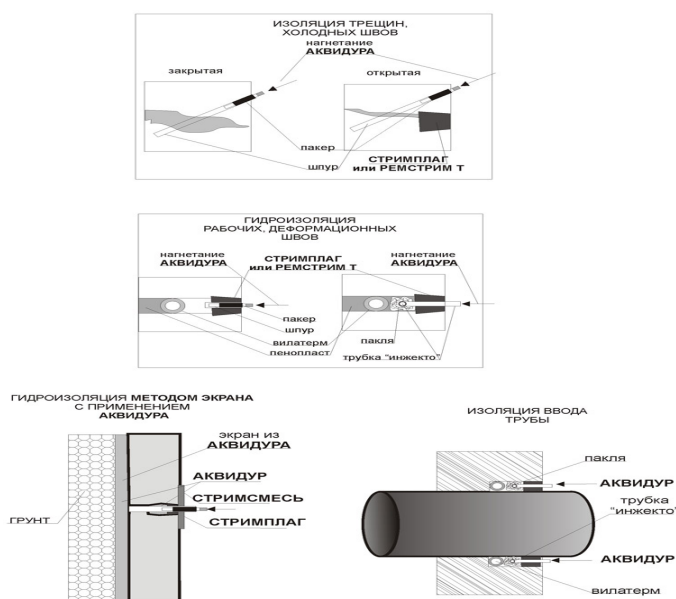 ИЗОЛЯЦИЯ ТРЕЩИН,
ХОЛОДНЫХ ШВОВ
нагнетание
АКВИДУРА
закрытая
открытая
пакер
шпур
СТРИМПЛАГ
или РЕМСТРИМ Т
ГИДРОИЗОЛЯЦИЯ
РАБОЧИХ, ДЕФОРМАЦИОННЫХ
ШВОВ
нагнетание
АКВИДУРА
СТРИМПЛАГ
или РЕМСТРИМ Т
нагнетание
АКВИДУРА
пакер
шпур
вилатерм
пенопласт
пакля
трубка "инжекто"
ГИДРОИЗОЛЯЦИЯ МЕТОДОМ ЭКРАНА
С ПРИМЕНЕНИЕМ
АКВИДУРА
экран из
АКВИДУРА
АКВИДУР
СТРИМСМЕСЬ
СТРИМПЛАГ
ГРУНТ
ИЗОЛЯЦИЯ ВВОДА
ТРУБЫ
пакля
АКВИДУР
трубка
"инжекто"
АКВИДУР
вилатерм